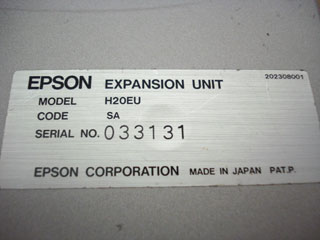 202308001
EPSON EXPANSION UNIT
MODEL H20EU
CODE SA
SERIAL NO. 033131
EPSON CORPORATION MADE IN JAPAN PAT.P.